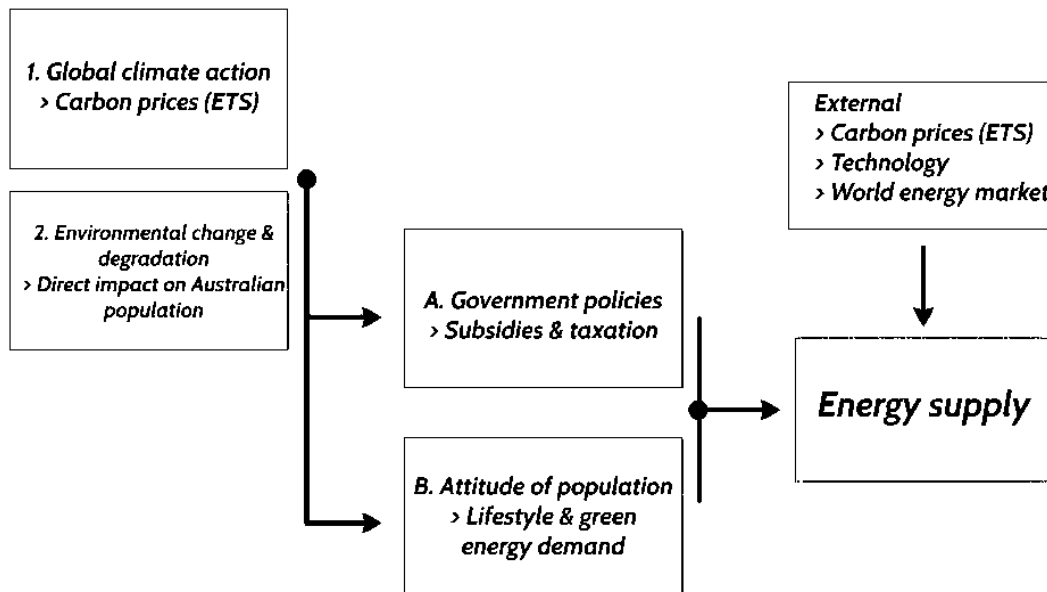 1. Global climate action
› Carbon prices (ETS)
2. Environmental change &
degradation
› Direct impact on Australian
population
A. Government policies
› Subsidies & taxation
B. Attitude of population
› Lifestyle & green
energy demand
External
› Carbon prices (ETS)
› Technology
› World energy market
Energy supply